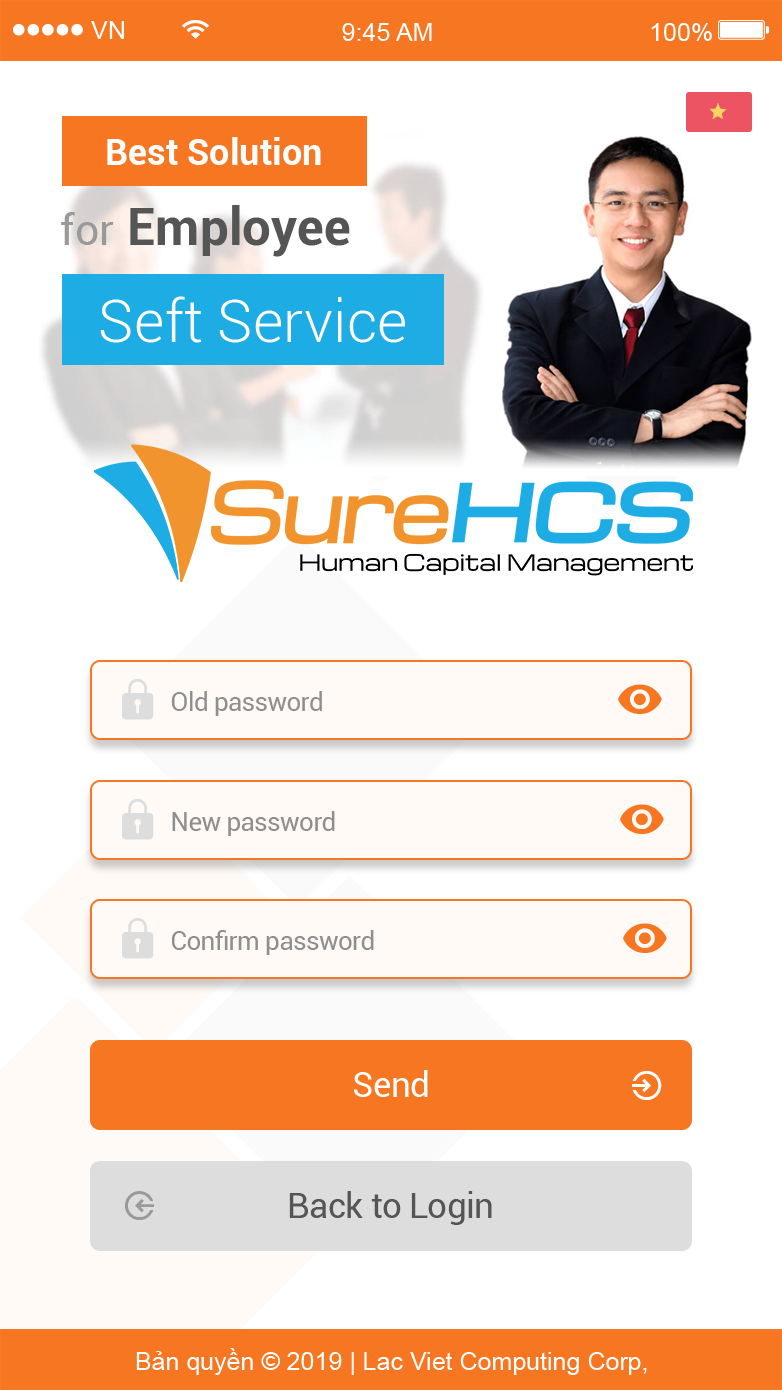 VN 9:45 AM 100%
Best Solution
for Employee
Seft Service
SureHCS
Human Capital Management
Old password
New password
Confirm password
Send
Back to Login
Bản quyền © 2019 | Lac Viet Computing Corp,